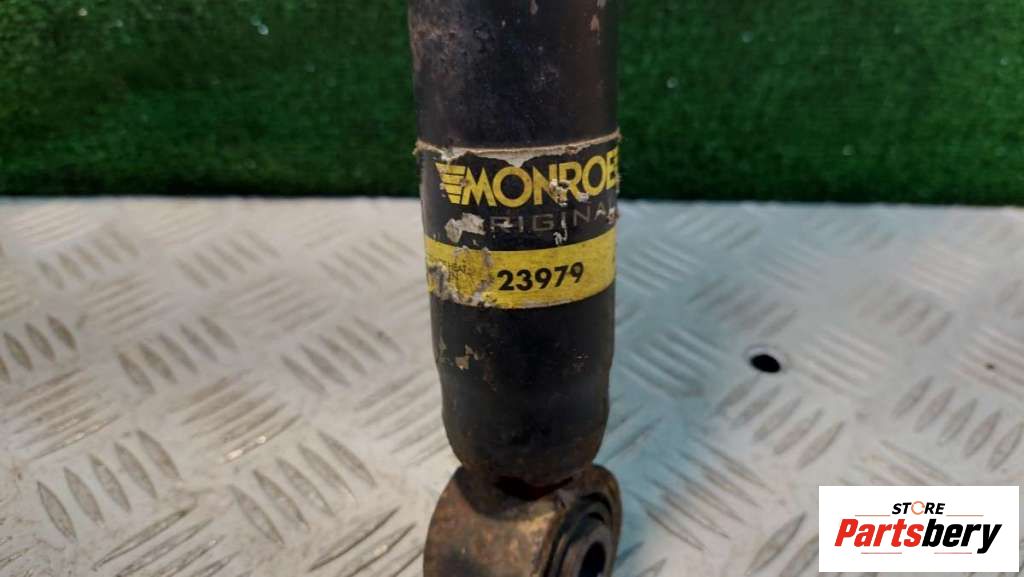 MONROE
ORIGINAL
23979
STORE
Partsbery